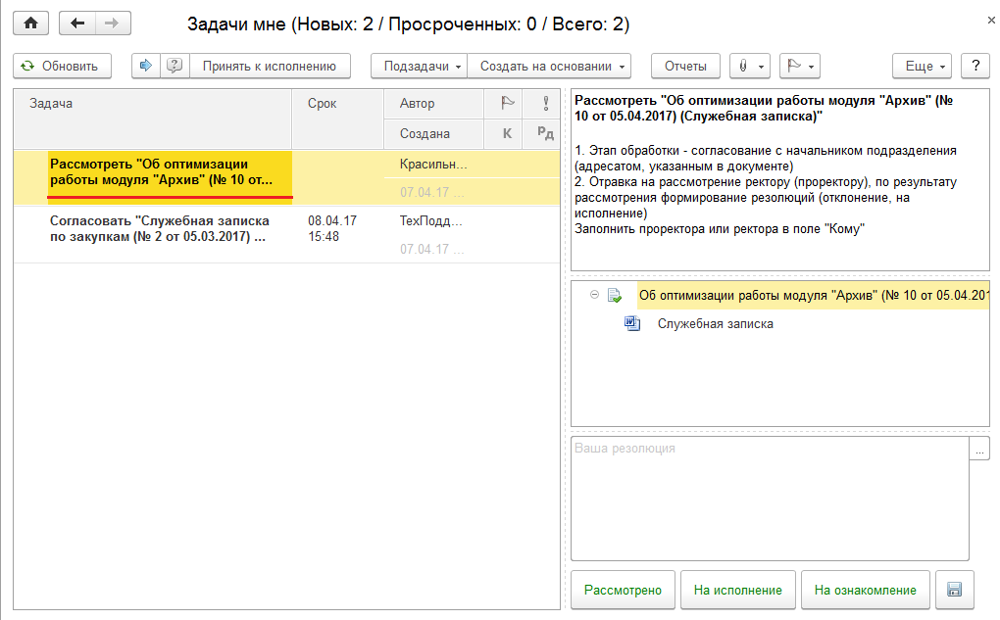 Задачи мне (Новых: 2 / Просроченных: 0 / Всего: 2)
Обновить
Принять к исполнению
Подзадачи
Создать на основании
Отчеты
Еще
?
Задача
Срок
Автор
Создана
К
Рд
Рассмотреть "Об оптимизации
работы модуля "Архив" (№ 10 от...
Красильн...
07.04.17 ...
Согласовать "Служебная записка
по закупкам (№ 2 от 05.03.2017) ...
08.04.17
15:48
ТехПодд...
07.04.17 ...
Рассмотреть "Об оптимизации работы модуля "Архив" (№
10 от 05.04.2017) (Служебная записка)"
1. Этап обработки - согласование с начальником подразделения
(адресатом, указанным в документе)
2. Отравка на рассмотрение ректору (проректору), по результату
рассмотрения формирование резолюций (отклонение, на
исполнение)
Заполнить проректора или ректора в поле "Кому"
Об оптимизации работы модуля "Архив" (№ 10 от 05.04.201
Служебная записка
Ваша резолюция
...
Рассмотрено
На исполнение
На ознакомление